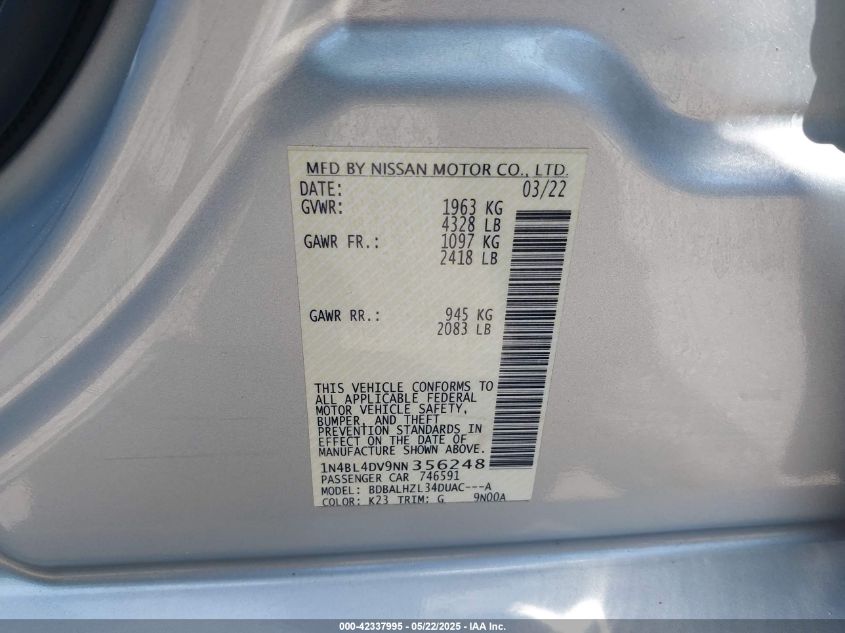 MFD BY NISSAN MOTOR CO., LTD.
DATE: 03/22
GVWR: 1963 KG
4328 LB
GAWR FR.: 1097 KG
2418 LB
GAWR RR.: 945 KG
2083 LB
THIS VEHICLE CONFORMS TO
ALL APPLICABLE FEDERAL
MOTOR VEHICLE SAFETY,
BUMPER, AND THEFT
PREVENTION STANDARDS IN
EFFECT ON THE DATE OF
MANUFACTURE SHOWN ABOVE.
1N4BL4DV9NN 356248
PASSENGER CAR 746591
MODEL: BDBALHZL34DUAC---A
COLOR: K23 TRIM: G 9N00A
000-42337995 - 05/22/2025 - IAA Inc.